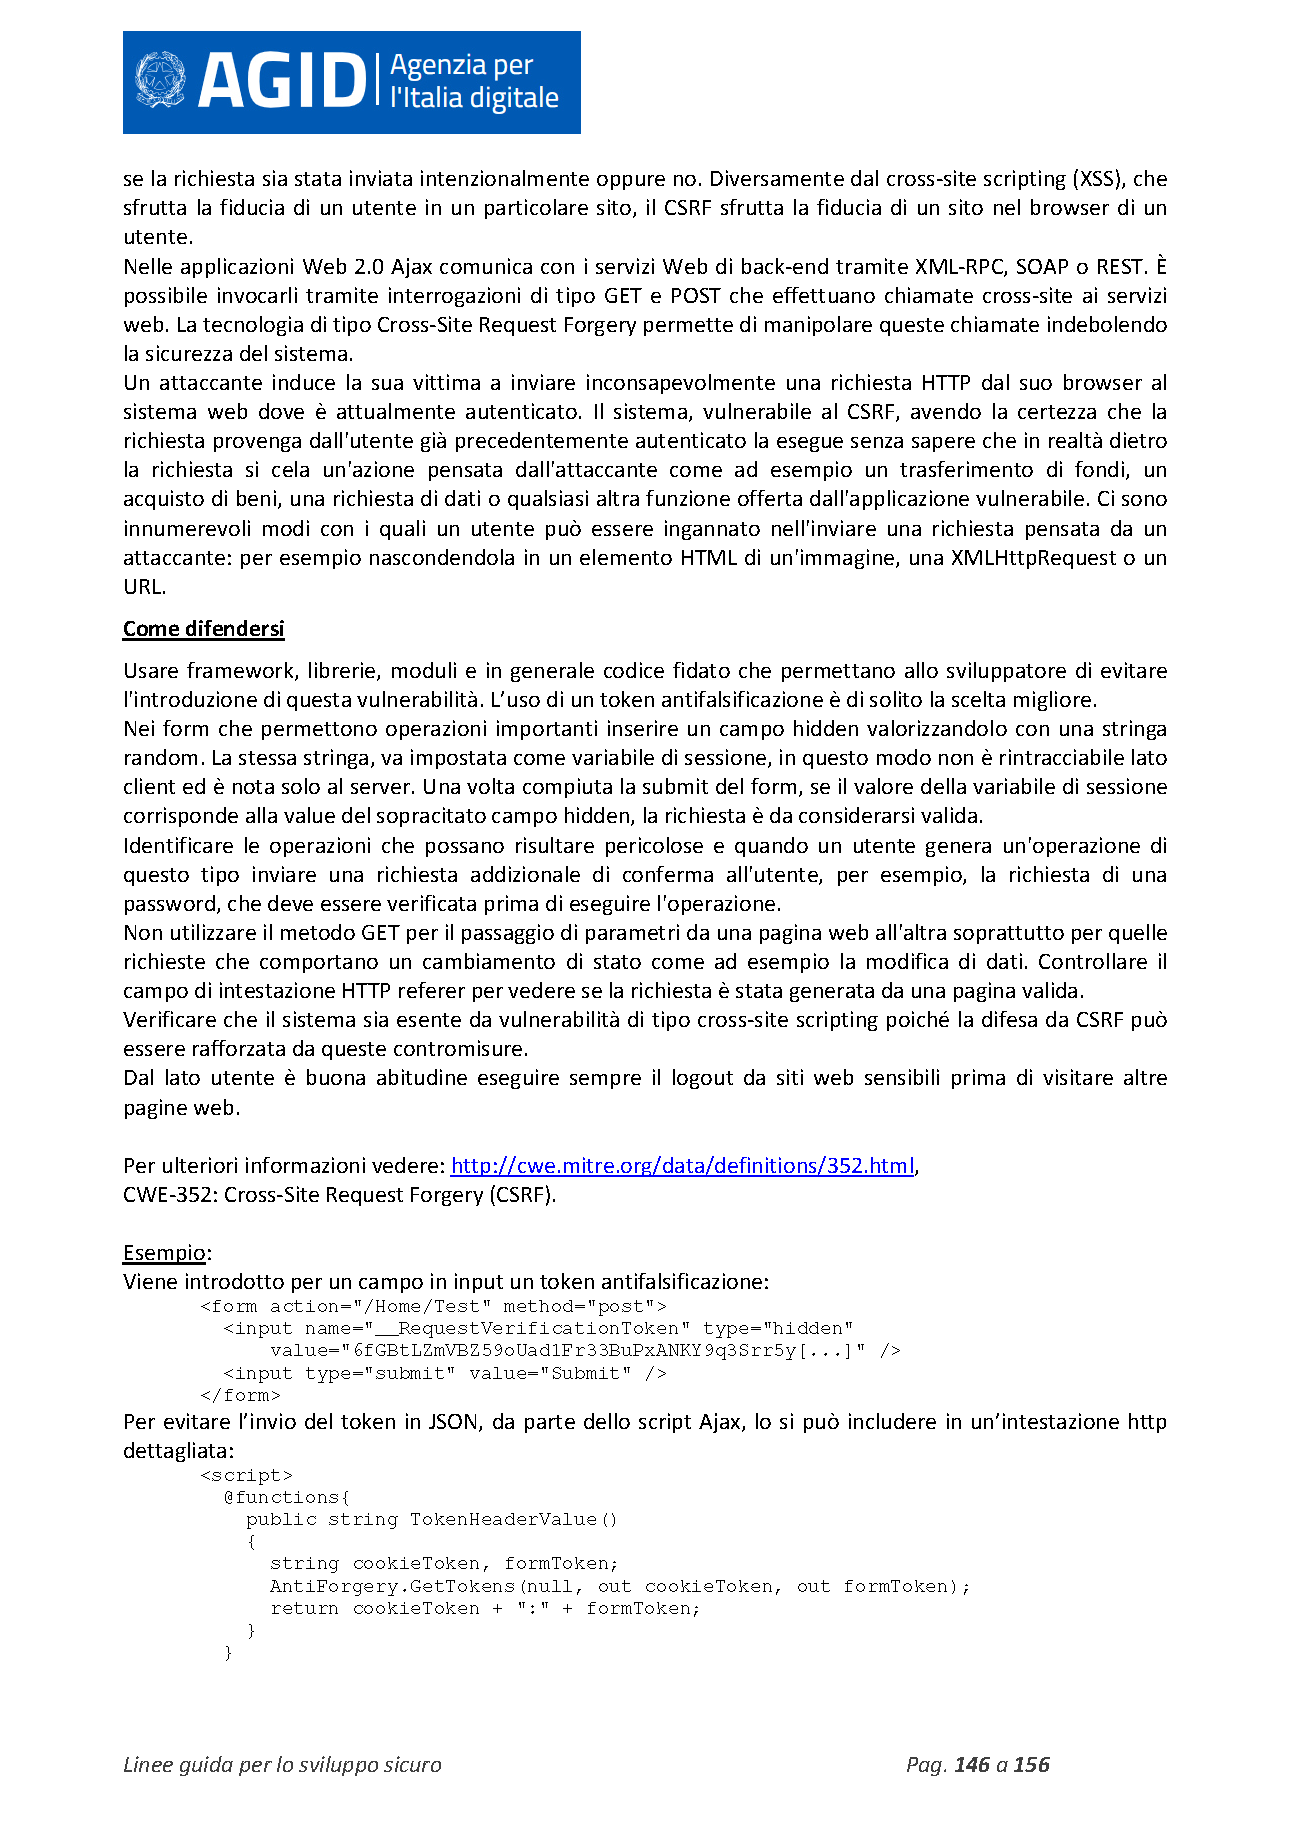 AGID Agenzia per
l'Italia digitale
se la richiesta sia stata inviata intenzionalmente oppure no. Diversamente dal cross-site scripting (XSS), che
sfrutta la fiducia di un utente in un particolare sito, il CSRF sfrutta la fiducia di un sito nel browser di un
utente.
Nelle applicazioni Web 2.0 Ajax comunica con i servizi Web di back-end tramite XML-RPC, SOAP o REST. È
possibile invocarli tramite interrogazioni di tipo GET e POST che effettuano chiamate cross-site ai servizi
web. La tecnologia di tipo Cross-Site Request Forgery permette di manipolare queste chiamate indebolendo
la sicurezza del sistema.
Un attaccante induce la sua vittima a inviare inconsapevolmente una richiesta HTTP dal suo browser al
sistema web dove è attualmente autenticato. Il sistema, vulnerabile al CSRF, avendo la certezza che la
richiesta provenga dall'utente già precedentemente autenticato la esegue senza sapere che in realtà dietro
la richiesta si cela un'azione pensata dall'attaccante come ad esempio un trasferimento di fondi, un
acquisto di beni, una richiesta di dati o qualsiasi altra funzione offerta dall'applicazione vulnerabile. Ci sono
innumerevoli modi con i quali un utente può essere ingannato nell'inviare una richiesta pensata da un
attaccante: per esempio nascondendola in un elemento HTML di un'immagine, una XMLHttpRequest o un
URL.
Come difendersi
Usare framework, librerie, moduli e in generale codice fidato che permettano allo sviluppatore di evitare
l'introduzione di questa vulnerabilità. L’uso di un token antifalsificazione è di solito la scelta migliore.
Nei form che permettono operazioni importanti inserire un campo hidden valorizzandolo con una stringa
random. La stessa stringa, va impostata come variabile di sessione, in questo modo non è rintracciabile lato
client ed è nota solo al server. Una volta compiuta la submit del form, se il valore della variabile di sessione
corrisponde alla value del sopracitato campo hidden, la richiesta è da considerarsi valida.
Identificare le operazioni che possano risultare pericolose e quando un utente genera un'operazione di
questo tipo inviare una richiesta addizionale di conferma all'utente, per esempio, la richiesta di una
password, che deve essere verificata prima di eseguire l'operazione.
Non utilizzare il metodo GET per il passaggio di parametri da una pagina web all'altra soprattutto per quelle
richieste che comportano un cambiamento di stato come ad esempio la modifica di dati. Controllare il
campo di intestazione HTTP referer per vedere se la richiesta è stata generata da una pagina valida.
Verificare che il sistema sia esente da vulnerabilità di tipo cross-site scripting poiché la difesa da CSRF può
essere rafforzata da queste contromisure.
Dal lato utente è buona abitudine eseguire sempre il logout da siti web sensibili prima di visitare altre
pagine web.
Per ulteriori informazioni vedere: http://cwe.mitre.org/data/definitions/352.html,
CWE-352: Cross-Site Request Forgery (CSRF).
Esempio:
Viene introdotto per un campo in input un token antifalsificazione:
<form action="/Home/Test" method="post">
<input name="__RequestVerificationToken" type="hidden"
value="6fGBtLZmVBZ59oUad1Fr33BuPxANKY9q3Srr5y[...]" />
<input type="submit" value="Submit" />
</form>
Per evitare l’invio del token in JSON, da parte dello script Ajax, lo si può includere in un’intestazione http
dettagliata:
<script>
@functions{
public string TokenHeaderValue()
{
string cookieToken, formToken;
AntiForgery.GetTokens(null, out cookieToken, out formToken);
return cookieToken + ":" + formToken;
}
}
Linee guida per lo sviluppo sicuro Pag. 146 a 156